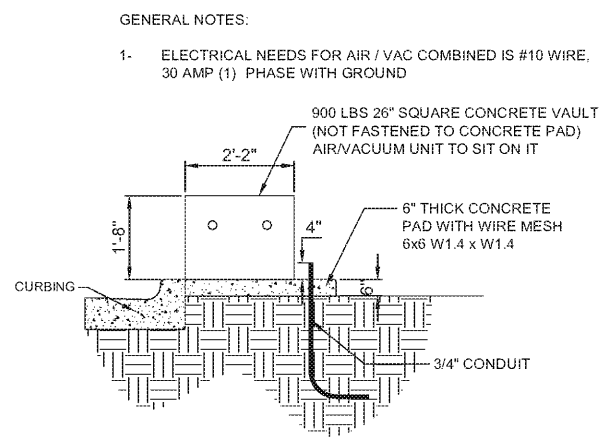 GENERAL NOTES:
1- ELECTRICAL NEEDS FOR AIR / VAC COMBINED IS #10 WIRE,
30 AMP (1) PHASE WITH GROUND
900 LBS 26" SQUARE CONCRETE VAULT
(NOT FASTENED TO CONCRETE PAD)
AIR/VACUUM UNIT TO SIT ON IT
2'-2"
6" THICK CONCRETE
PAD WITH WIRE MESH
6x6 W1.4 x W1.4
4"
1'-8"
CURBING
6"
3/4" CONDUIT